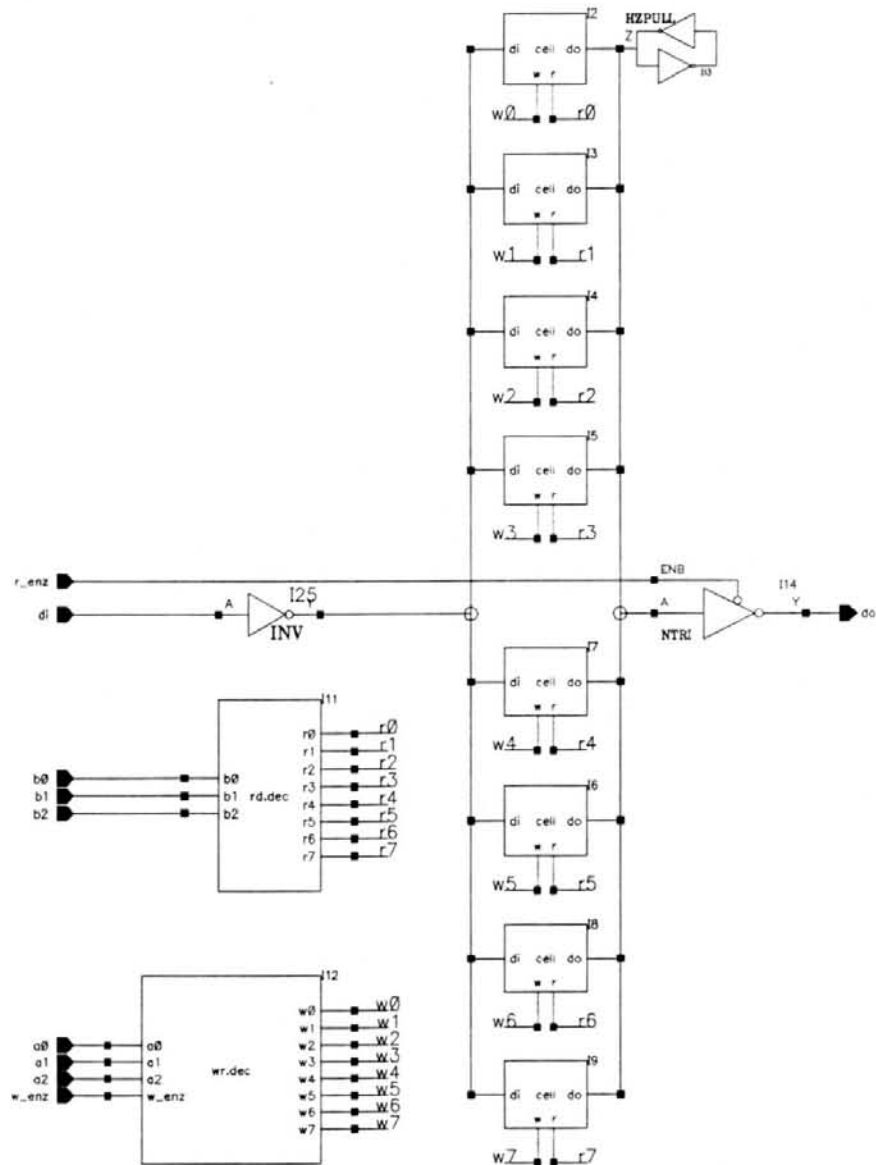 I2
HZPULL
di cell do
Z
I13
w r
w0 r0
I3
di cell do
w r
w1 r1
I4
di cell do
w r
w2 r2
I5
di cell do
w r
w3 r3
r_enz
ENB
I14
di
A
I25
Y
INV
A
NTRI
Y
do
I7
di cell do
w r
w4 r4
I11
r0 r0
r1 r1
r2 r2
b0 b0
r3 r3
b1 b1
rd.dec
r4 r4
b2 b2
r5 r5
r6 r6
r7 r7
I6
di cell do
w r
w5 r5
I8
di cell do
w r
w6 r6
I12
w0 w0
w1 w1
a0 a0
w2 w2
a1 a1
w3 w3
a2 a2
wr.dec
w4 w4
w_enz w_enz
w5 w5
w6 w6
w7 w7
I9
di cell do
w r
w7 r7